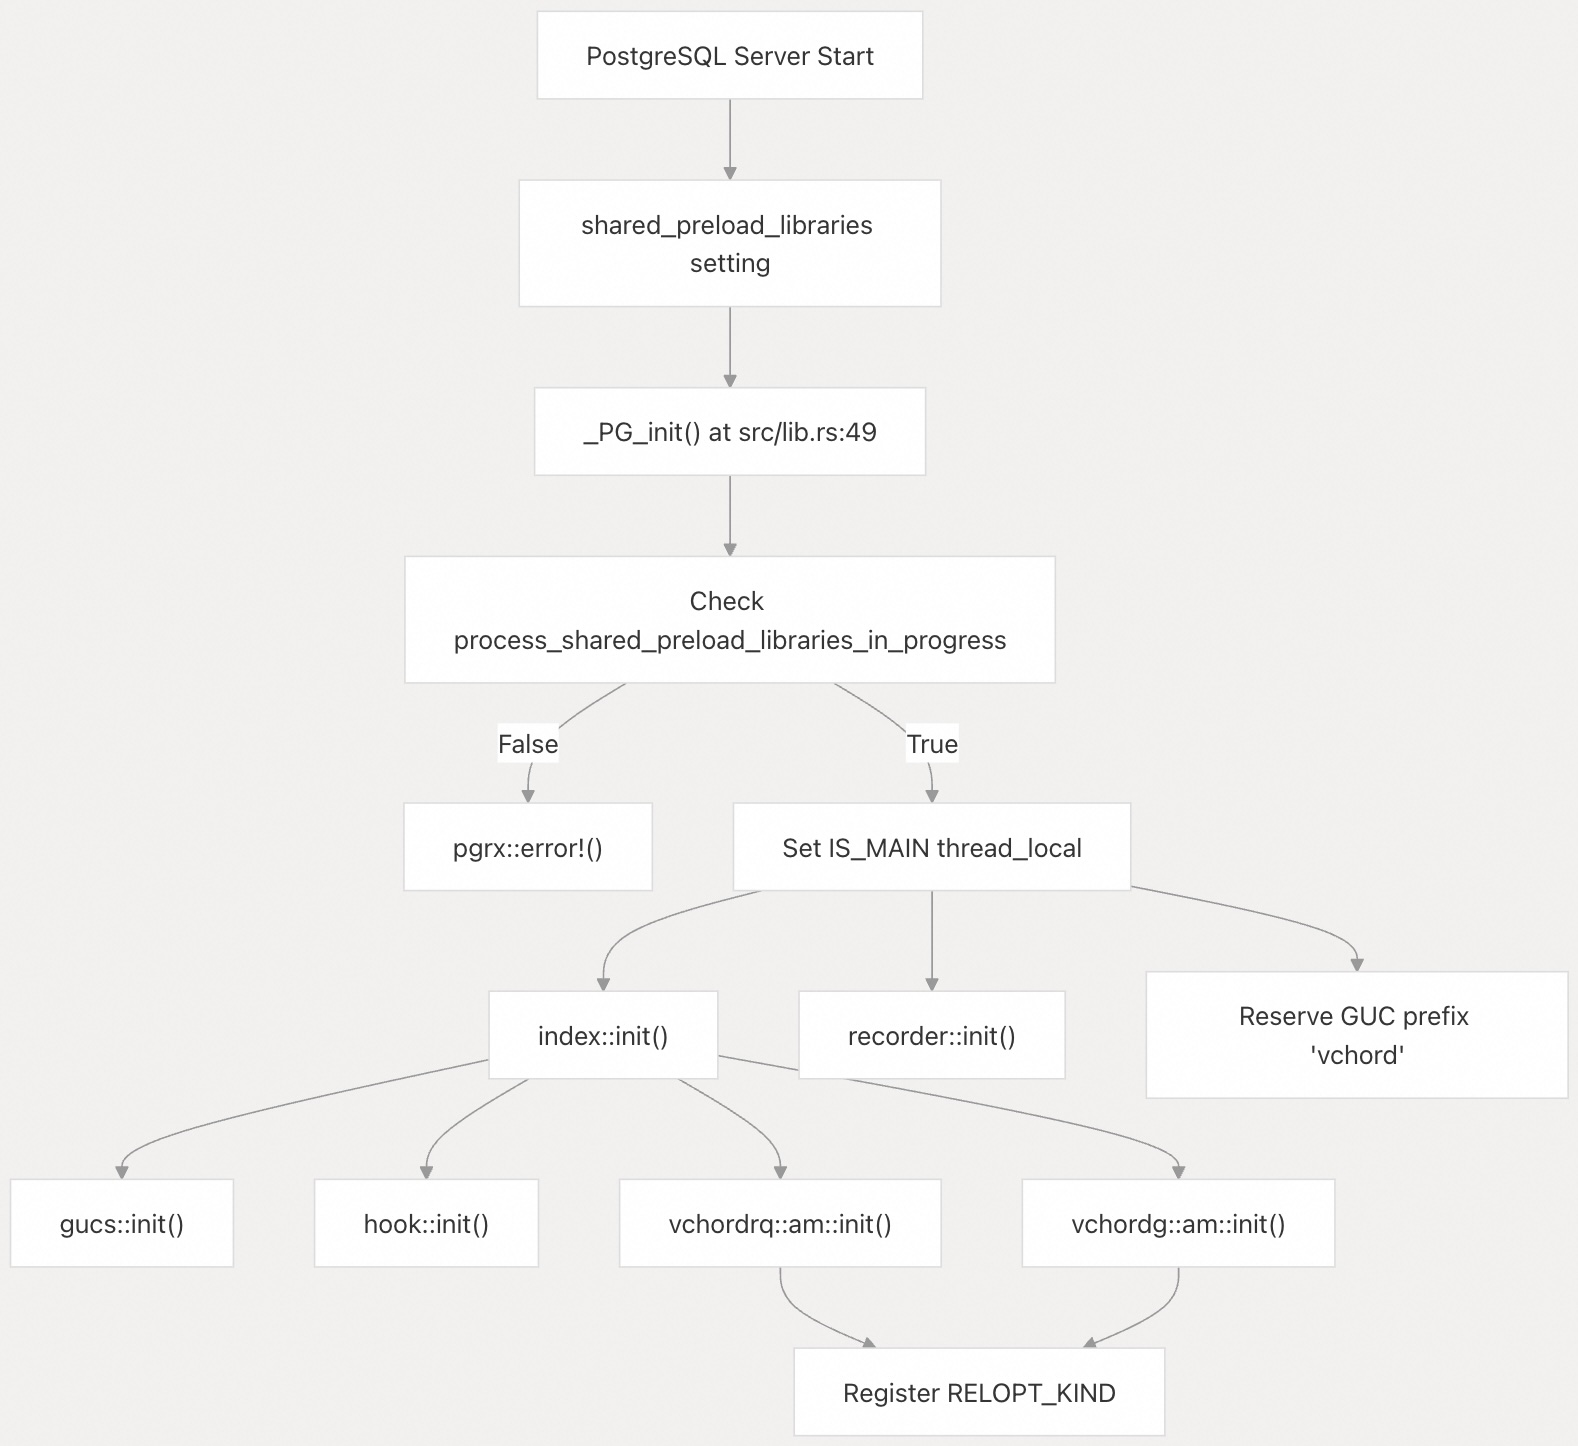 PostgreSQL Server Start
shared_preload_libraries
setting
_PG_init() at src/lib.rs:49
Check
process_shared_preload_libraries_in_progress
False
True
pgrx::error!()
Set IS_MAIN thread_local
index::init()
recorder::init()
Reserve GUC prefix
'vchord'
gucs::init()
hook::init()
vchordrq::am::init()
vchordg::am::init()
Register RELOPT_KIND